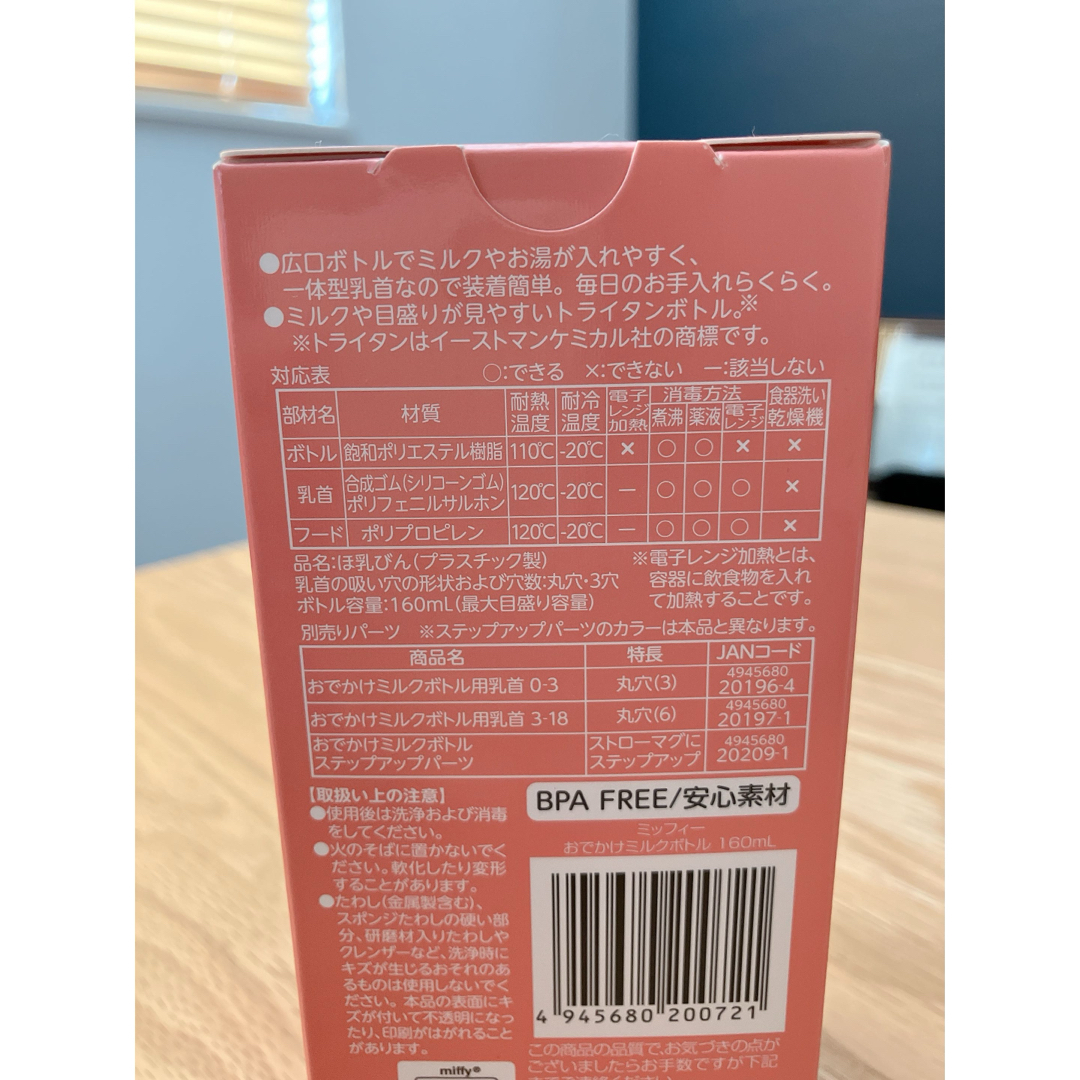 ●広口ボトルでミルクやお湯が入れやすく、
一体型乳首なので装着簡単。毎日のお手入れらくらく。
●ミルクや目盛りが見やすいトライタンボトル。※
※トライタンはイーストマンケミカル社の商標です。
対応表 ○:できる ×:できない ー:該当しない
部材名 材質 耐熱温度 耐冷温度 電子レンジ加熱 消毒方法 煮沸 薬液 電子レンジ 食器洗い乾燥機
ボトル 飽和ポリエステル樹脂 110℃ -20℃ × ○ ○ × ×
乳首 合成ゴム(シリコーンゴム) ポリフェニルサルホン 120℃ -20℃ ー ○ ○ ○ ×
フード ポリプロピレン 120℃ -20℃ ー ○ ○ ○ ×
品名:ほ乳びん(プラスチック製)
乳首の吸い穴の形状および穴数:丸穴・3穴
ボトル容量:160mL(最大目盛り容量)
※電子レンジ加熱とは、
容器に飲食物を入れ
て加熱することです。
別売りパーツ ※ステップアップパーツのカラーは本品と異なります。
商品名 特長 JANコード
おでかけミルクボトル用乳首 0-3 丸穴(3) 4945680 20196-4
おでかけミルクボトル用乳首 3-18 丸穴(6) 4945680 20197-1
おでかけミルクボトル ステップアップパーツ ストローマグに ステップアップ 4945680 20209-1
【取扱い上の注意】
●使用後は洗浄および消毒
をしてください。
●火のそばに置かないでく
ださい。軟化したり変形
することがあります。
●たわし(金属製含む)、
スポンジたわしの硬い部
分、研磨材入りたわしや
クレンザーなど、洗浄時に
キズが生じるおそれのあ
るものは使用しないでく
ださい。本品の表面にキ
ズが付いて不透明になっ
たり、印刷がはがれること
があります。
miffy®
BPA FREE/安心素材
ミッフィー
おでかけミルクボトル 160mL
4 945680 200721
この商品の品質で、お気づきの点が
ございましたらお手数ですが下記